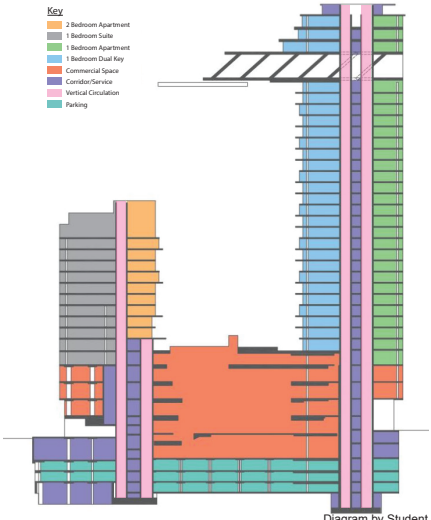 Key
2 Bedroom Apartment
1 Bedroom Suite
1 Bedroom Apartment
1 Bedroom Dual Key
Commercial Space
Corridor/Service
Vertical Circulation
Parking
Diagram by Student